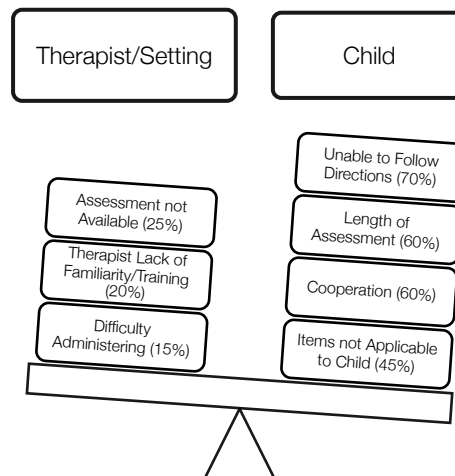 Therapist/Setting
Child
Assessment not
Available (25%)
Therapist Lack of
Familiarity/Training
(20%)
Difficulty
Administering (15%)
Unable to Follow
Directions (70%)
Length of
Assessment (60%)
Cooperation (60%)
Items not Applicable
to Child (45%)